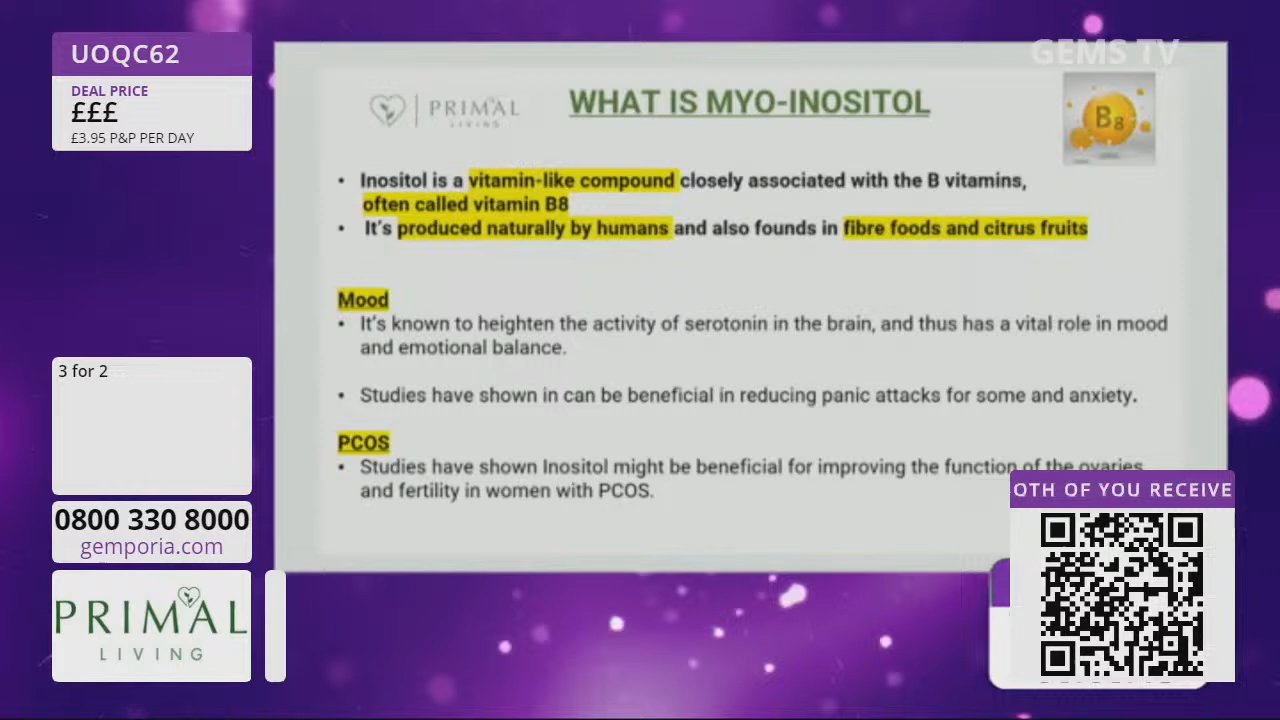 UOQC62
DEAL PRICE
£££
£3.95 P&P PER DAY
GEMS TV
PRIMAL
LIVING
WHAT IS MYO-INOSITOL
B8
• Inositol is a vitamin-like compound closely associated with the B vitamins,
often called vitamin B8
• It's produced naturally by humans and also founds in fibre foods and citrus fruits
Mood
• It's known to heighten the activity of serotonin in the brain, and thus has a vital role in mood
and emotional balance.
• Studies have shown in can be beneficial in reducing panic attacks for some and anxiety.
PCOS
• Studies have shown Inositol might be beneficial for improving the function of the ovaries
and fertility in women with PCOS.
3 for 2
0800 330 8000
gemporia.com
PRIMAL
LIVING
OTH OF YOU RECEIVE